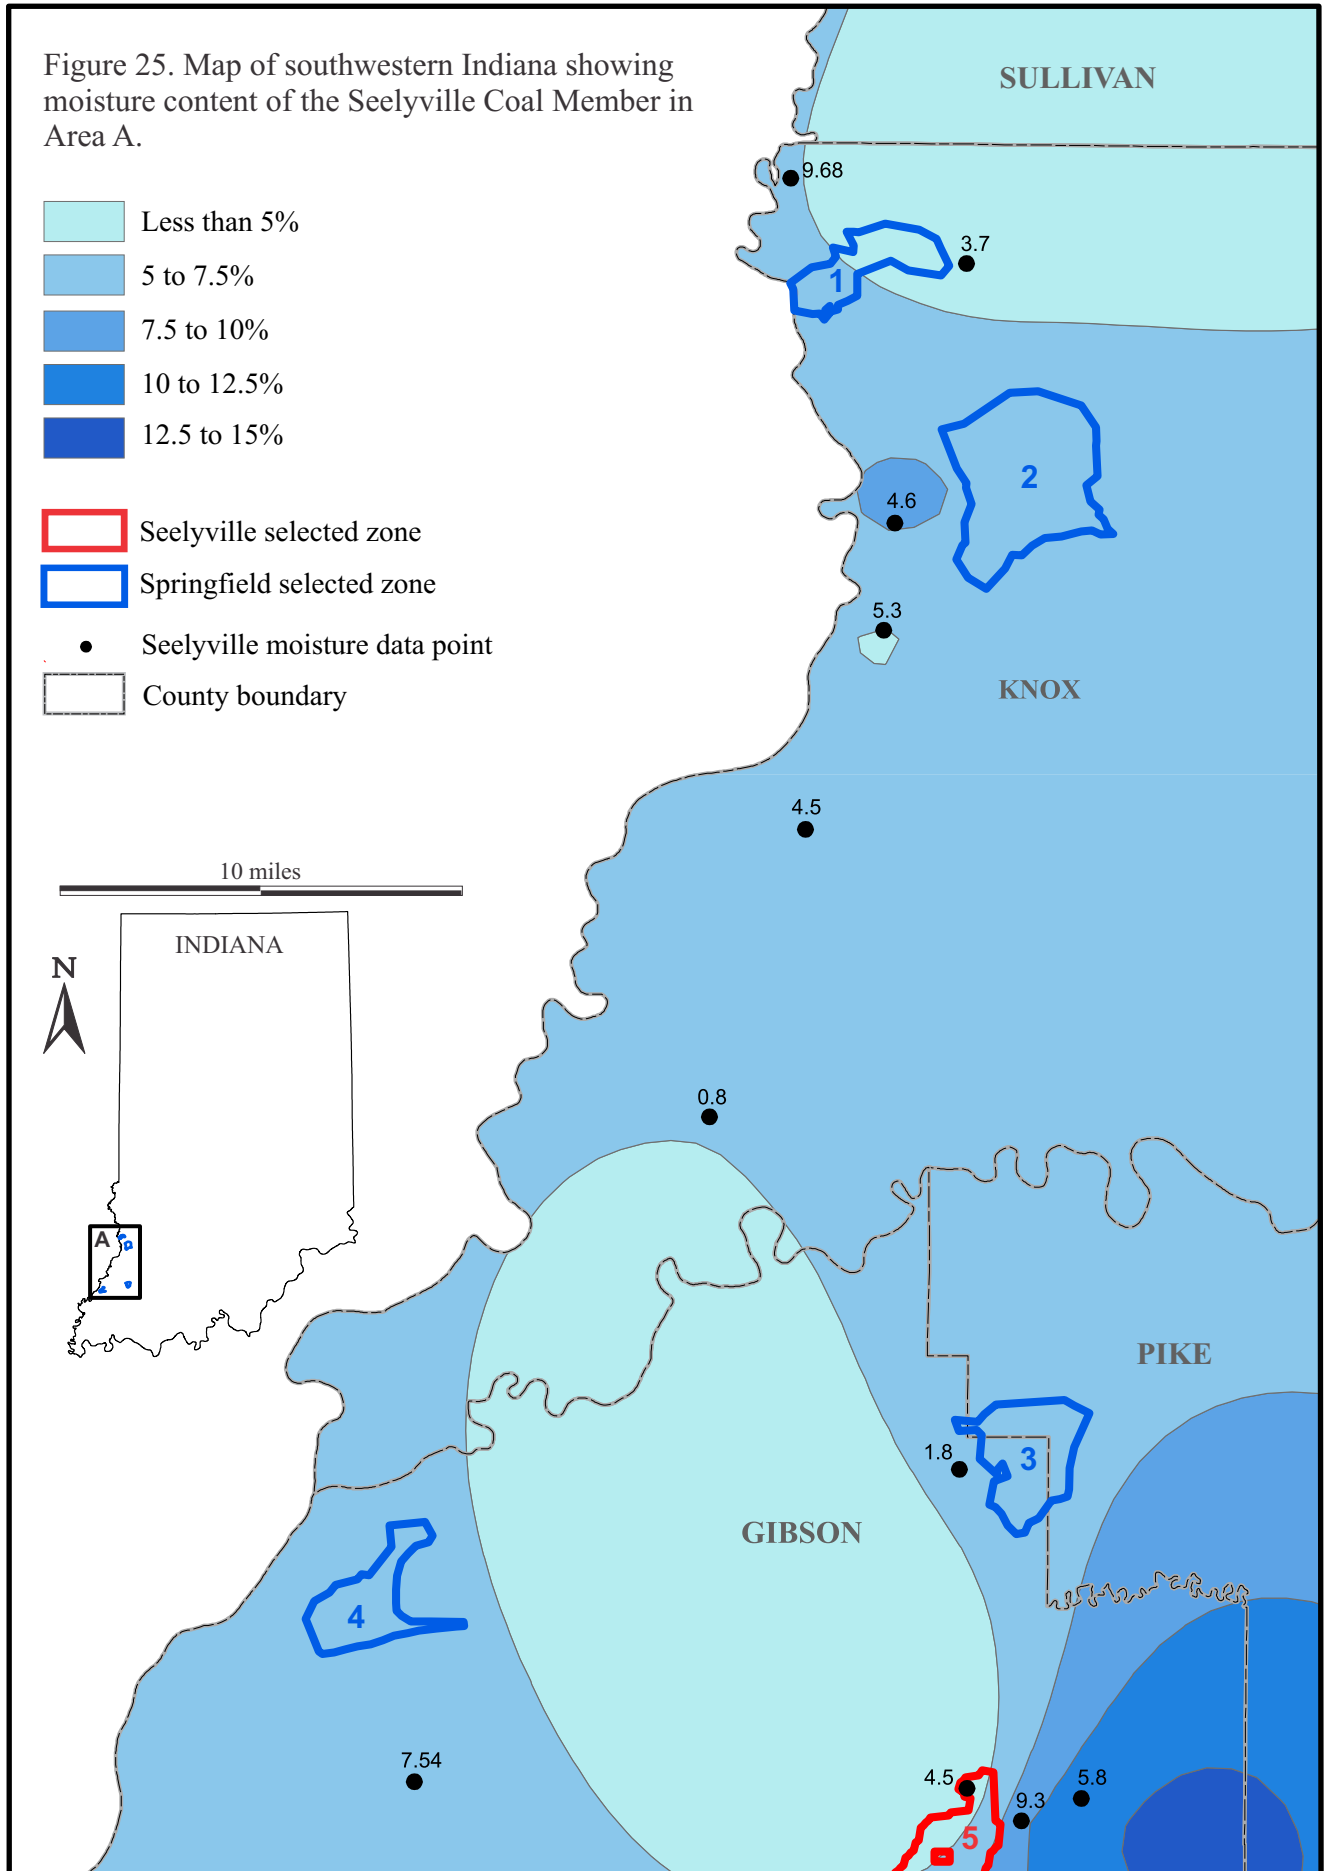 Figure 25. Map of southwestern Indiana showing
moisture content of the Seelyville Coal Member in
Area A.
SULLIVAN
9.68
Less than 5%
3.7
5 to 7.5%
1
7.5 to 10%
10 to 12.5%
12.5 to 15%
2
4.6
Seelyville selected zone
Springfield selected zone
5.3
Seelyville moisture data point
KNOX
County boundary
4.5
10 miles
INDIANA
N
0.8
A
PIKE
1.8
3
GIBSON
4
7.54
4.5
5.8
9.3
5